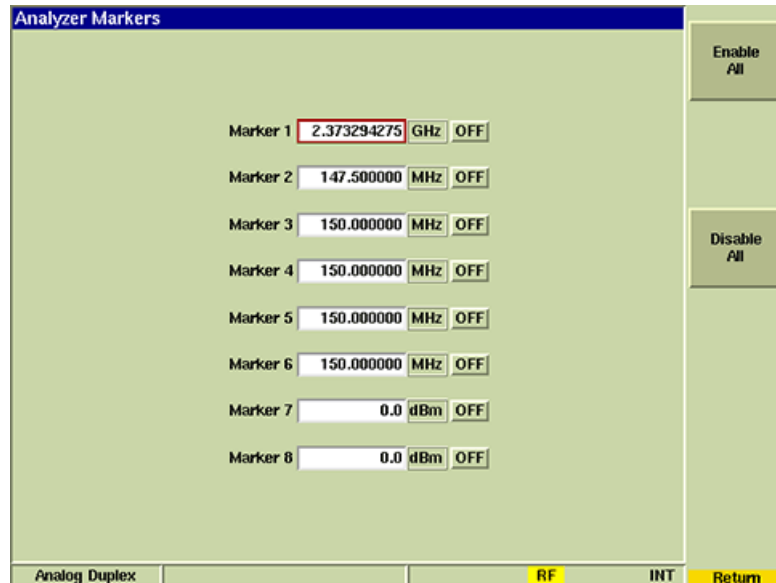 Analyzer Markers
Enable
All
Marker 1 2.373294275 GHz OFF
Marker 2 147.500000 MHz OFF
Marker 3 150.000000 MHz OFF
Disable
All
Marker 4 150.000000 MHz OFF
Marker 5 150.000000 MHz OFF
Marker 6 150.000000 MHz OFF
Marker 7 0.0 dBm OFF
Marker 8 0.0 dBm OFF
Analog Duplex RF INT Return